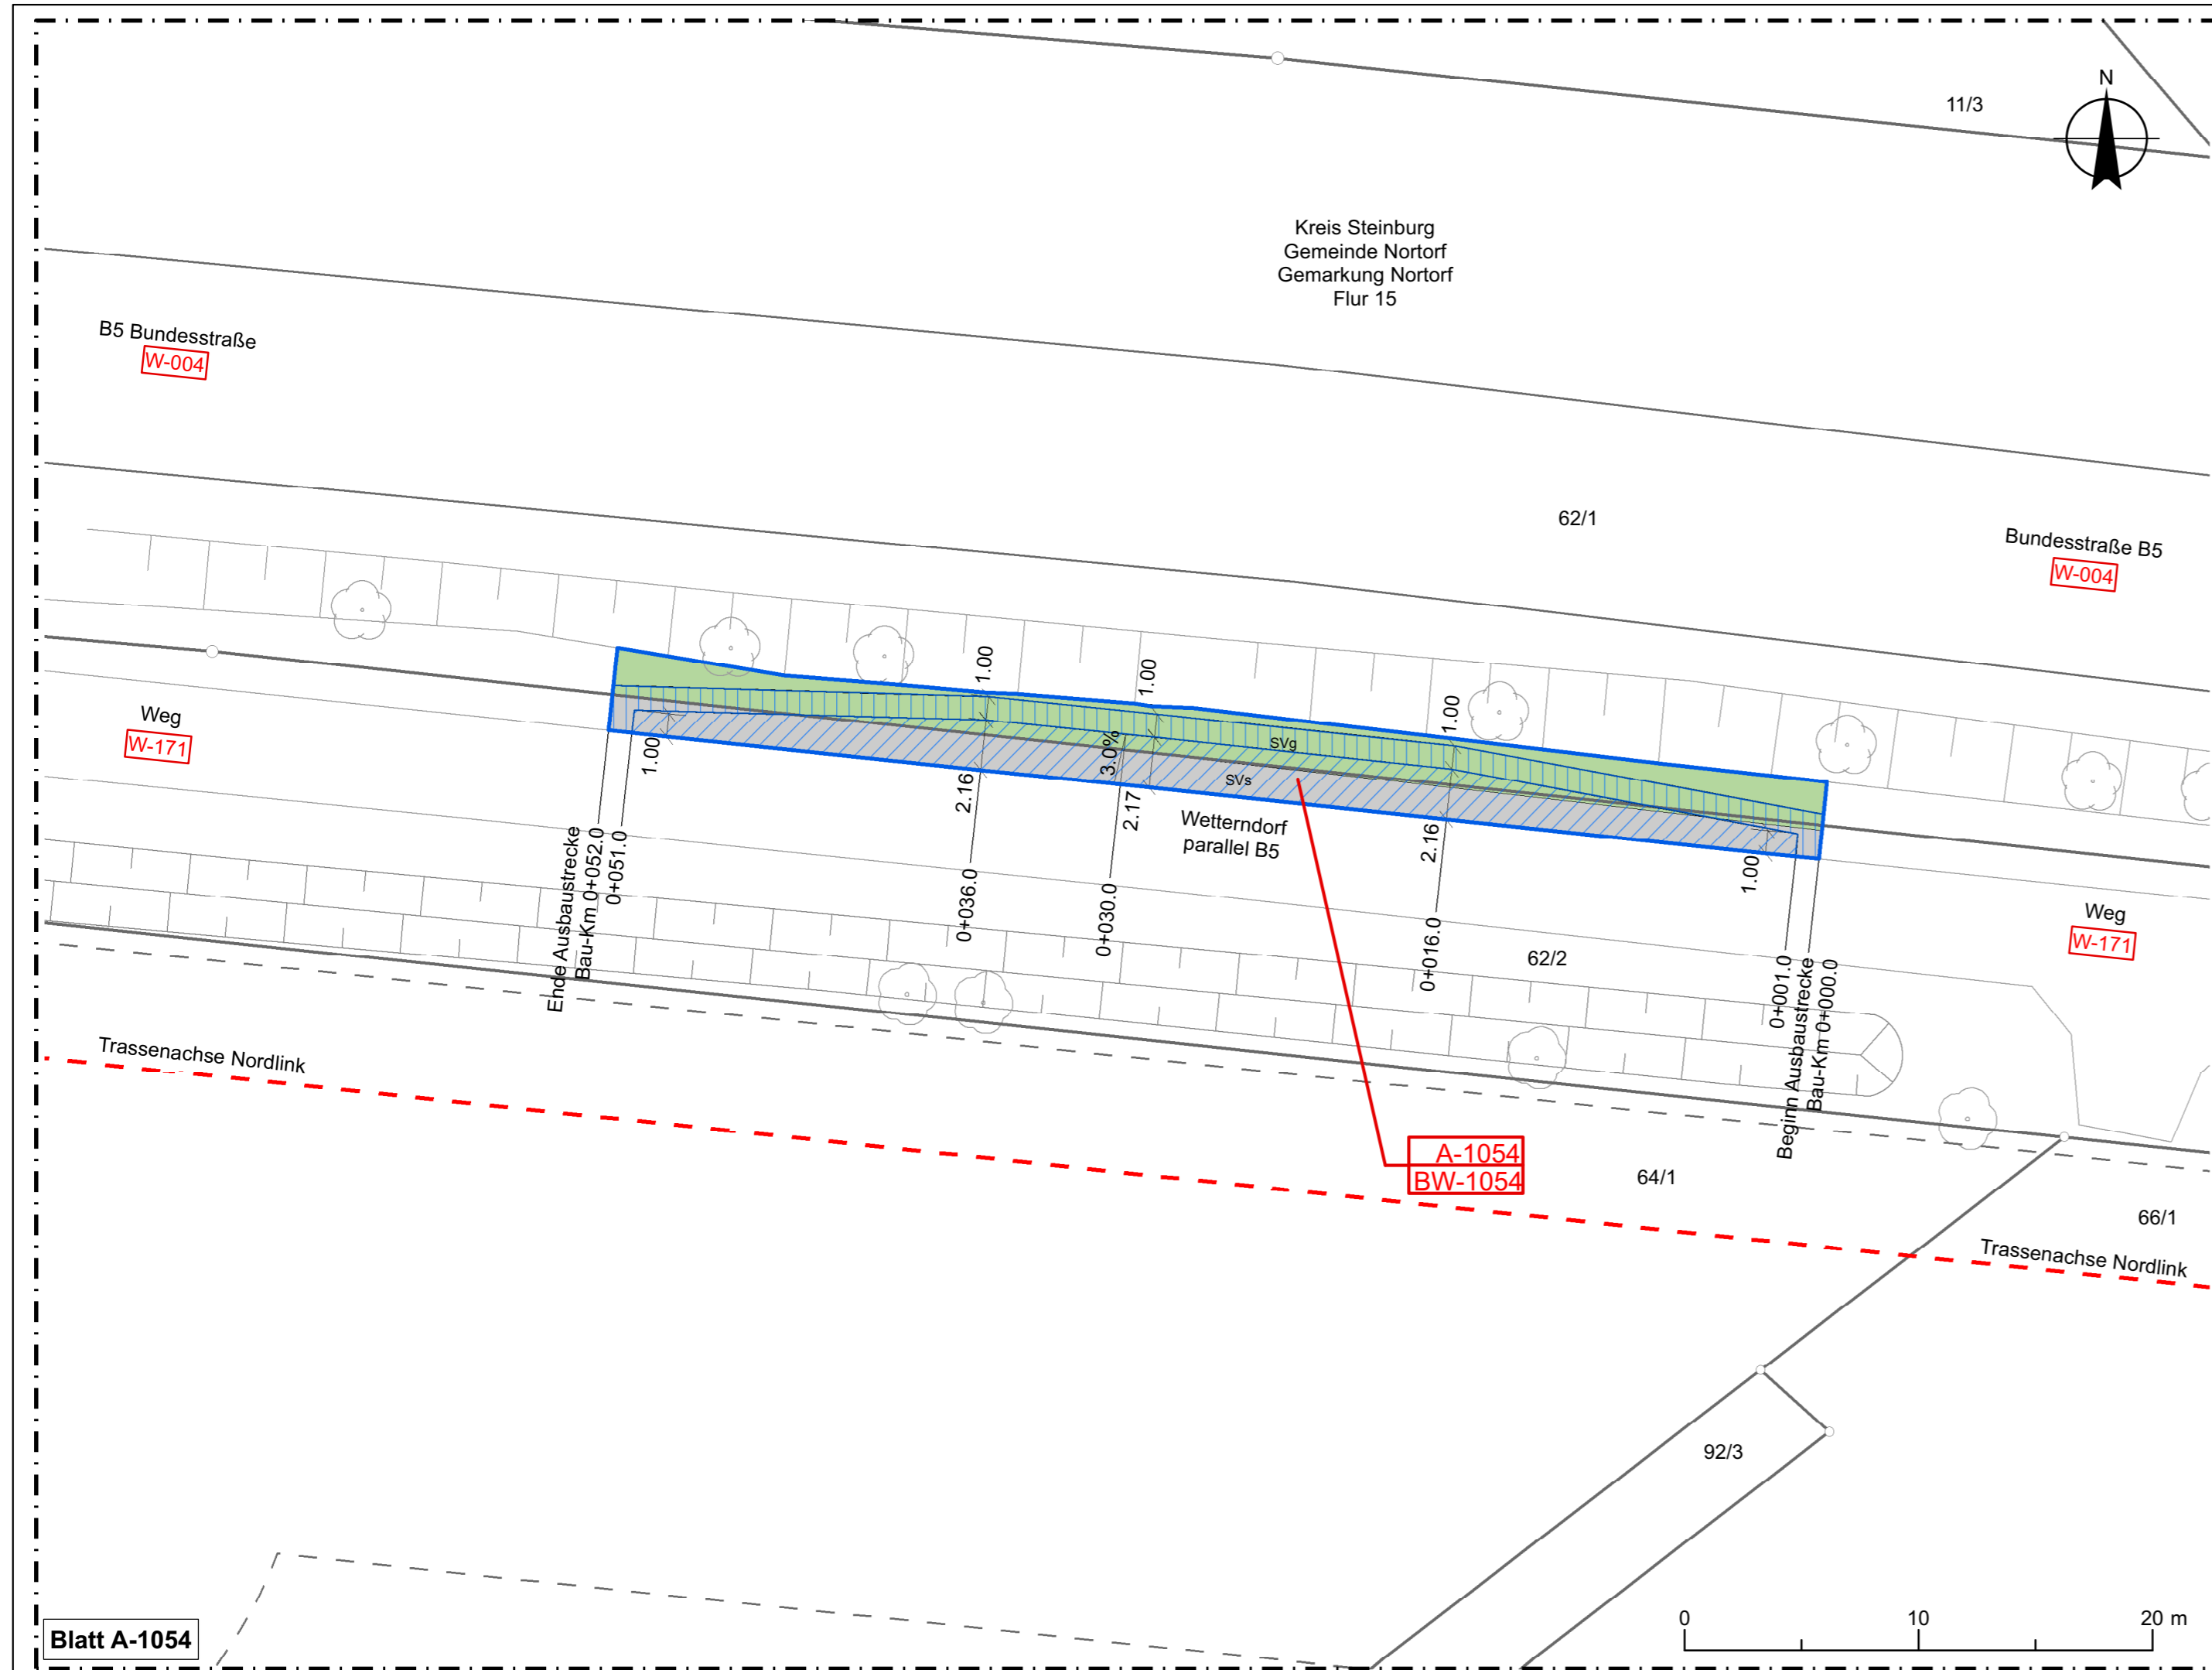 N
11/3
Kreis Steinburg
Gemeinde Nortorf
Gemarkung Nortorf
Flur 15
B5 Bundesstraße
W-004
62/1
Bundesstraße B5
W-004
1.00
1.00
1.00
Weg
W-171
SVg
SVs
1.00
2.16
3.0%
2.17
2.16
1.00
Wetterndorf
parallel B5
Ende Ausbaustrecke
Bau-Km 0+052.0
0+051.0
0+036.0
0+030.0
0+016.0
0+001.0
Beginn Ausbaustrecke
Bau-Km 0+000.0
62/2
Weg
W-171
Trassenachse Nordlink
A-1054
BW-1054
64/1
66/1
Trassenachse Nordlink
92/3
Blatt A-1054
0 10 20 m